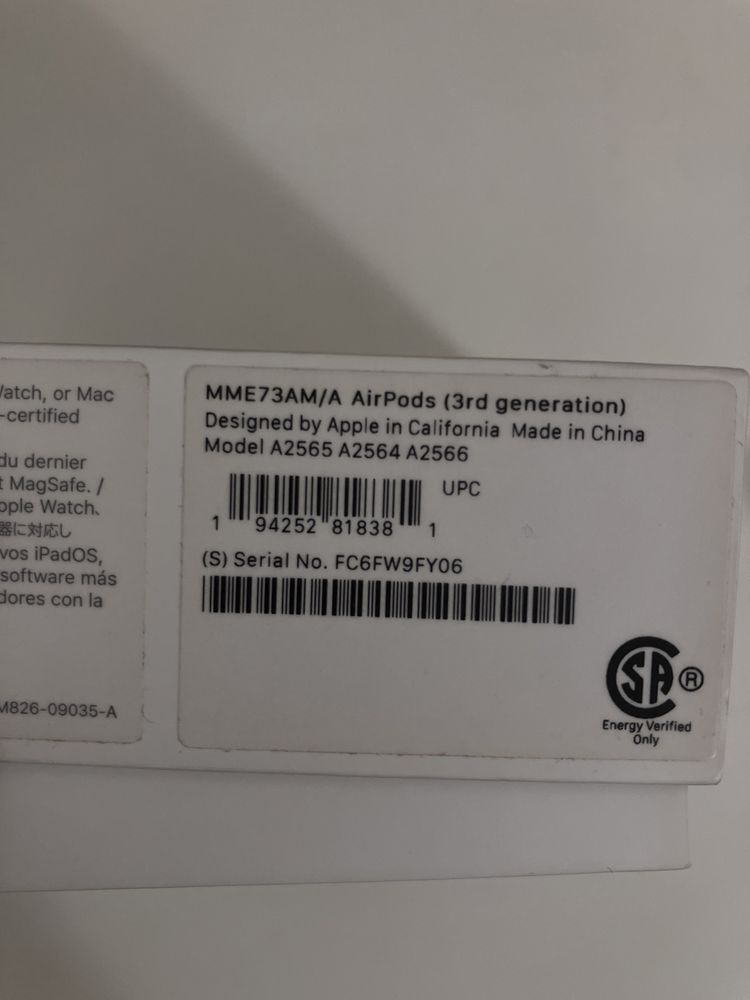 Watch, or Mac
-certified
du dernier
t MagSafe. /
pple Watch、
器に対応し
vos iPadOS,
software más
dores con la
M826-09035-A
MME73AM/A AirPods (3rd generation)
Designed by Apple in California Made in China
Model A2565 A2564 A2566
UPC
1 94252 81838 1
(S) Serial No. FC6FW9FY06
SA ®
Energy Verified
Only